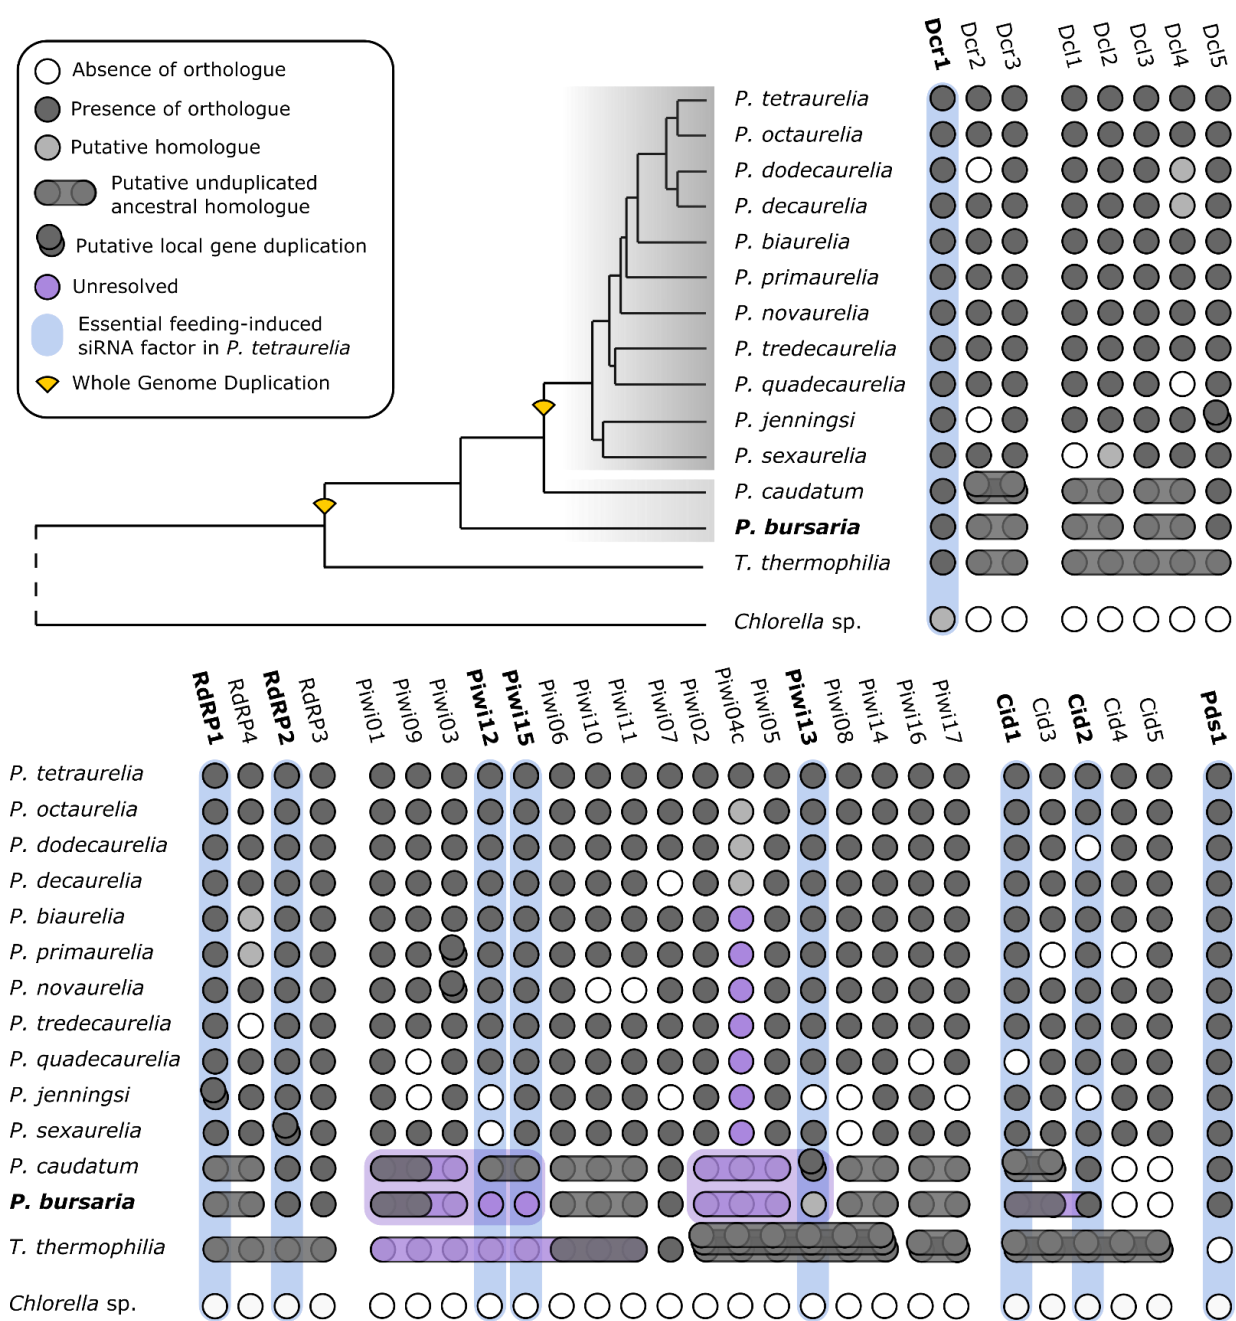 Absence of orthologue
Presence of orthologue
Putative homologue
Putative unduplicated
ancestral homologue
Putative local gene duplication
Unresolved
Essential feeding-induced
siRNA factor in P. tetraurelia
Whole Genome Duplication
Dcr1 Dcr2 Dcr3 Dcl1 Dcl2 Dcl3 Dcl4 Dcl5
P. tetraurelia
P. octaurelia
P. dodecaurelia
P. decaurelia
P. biaurelia
P. primaurelia
P. novaurelia
P. tredecaurelia
P. quadecaurelia
P. jenningsi
P. sexaurelia
P. caudatum
P. bursaria
T. thermophilia
Chlorella sp.
RdRP1 RdRP4 RdRP2 RdRP3 Piwi01 Piwi09 Piwi03 Piwi12 Piwi15 Piwi06 Piwi10 Piwi11 Piwi07 Piwi02 Piwi04c Piwi05 Piwi13 Piwi08 Piwi14 Piwi16 Piwi17 Cid1 Cid3 Cid2 Cid4 Cid5 Pds1
P. tetraurelia
P. octaurelia
P. dodecaurelia
P. decaurelia
P. biaurelia
P. primaurelia
P. novaurelia
P. tredecaurelia
P. quadecaurelia
P. jenningsi
P. sexaurelia
P. caudatum
P. bursaria
T. thermophilia
Chlorella sp.